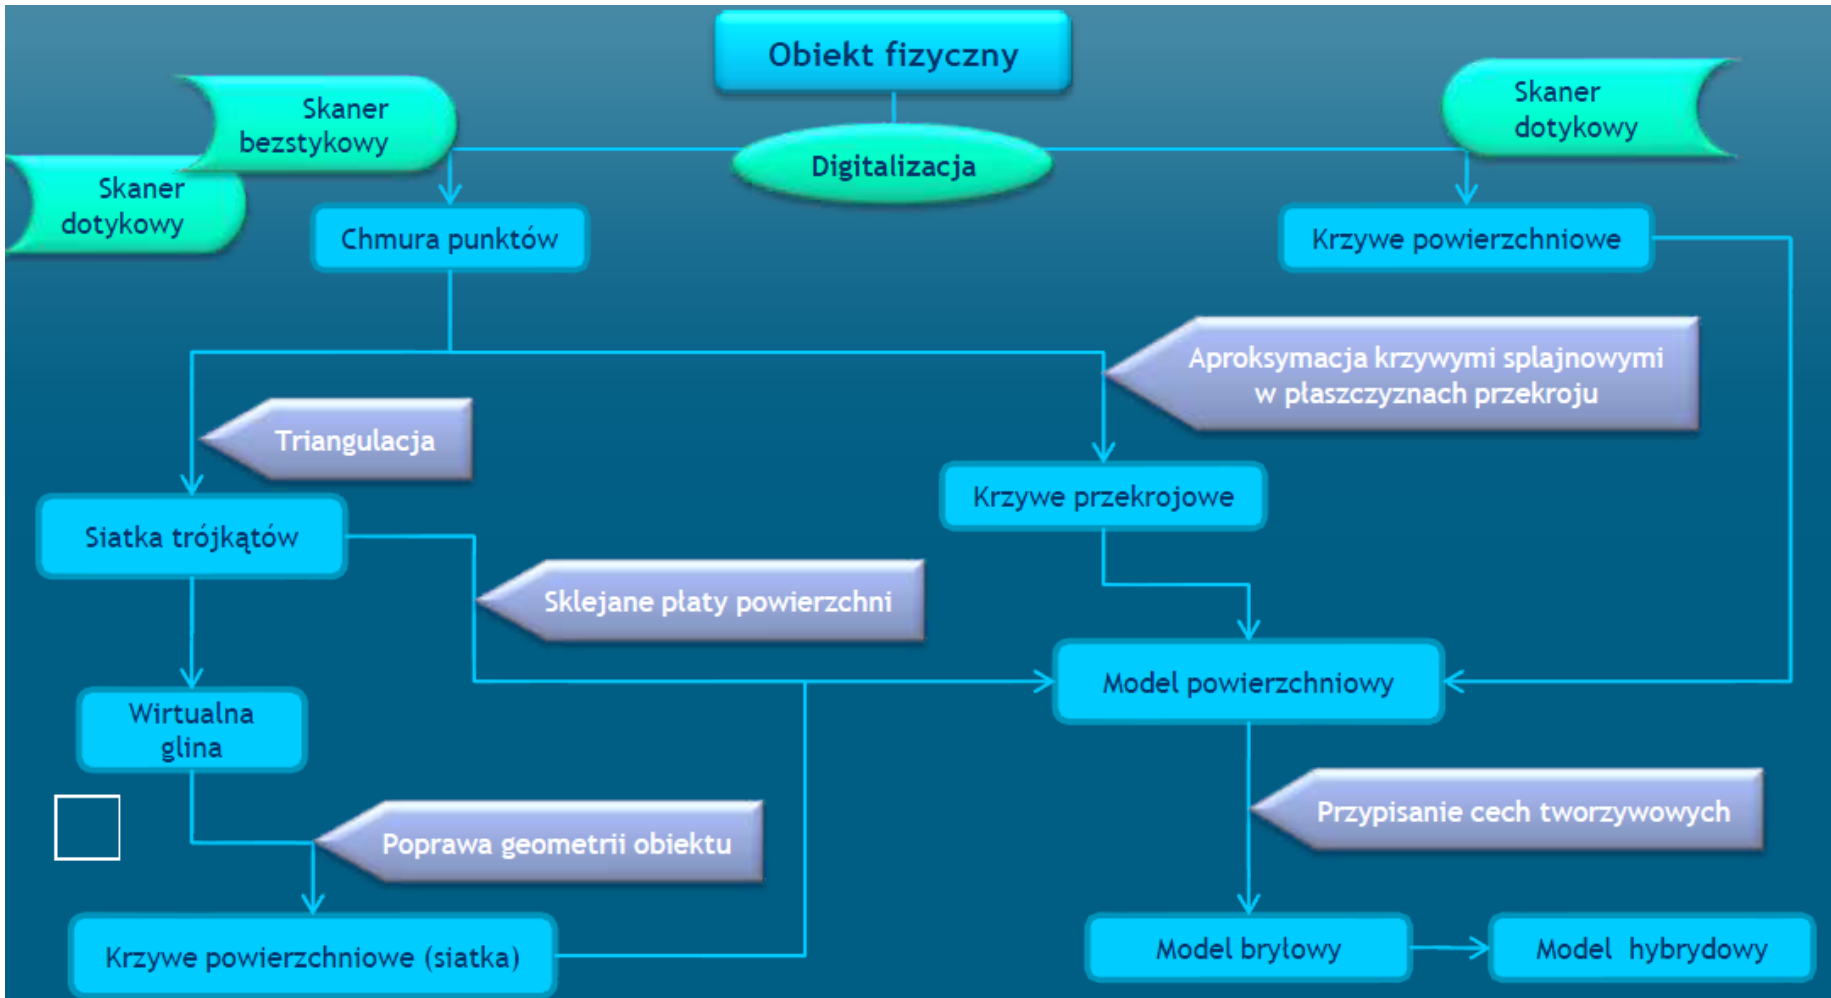 Obiekt fizyczny
Skaner
bezstykowy
Skaner
dotykowy
Digitalizacja
Skaner
dotykowy
Chmura punktów
Krzywe powierzchniowe
Aproksymacja krzywymi splajnowymi
w płaszczyznach przekroju
Triangulacja
Krzywe przekrojowe
Siatka trójkątów
Sklejane płaty powierzchni
Model powierzchniowy
Wirtualna
glina
Przypisanie cech tworzywowych
Poprawa geometrii obiektu
Krzywe powierzchniowe (siatka)
Model bryłowy
Model hybrydowy